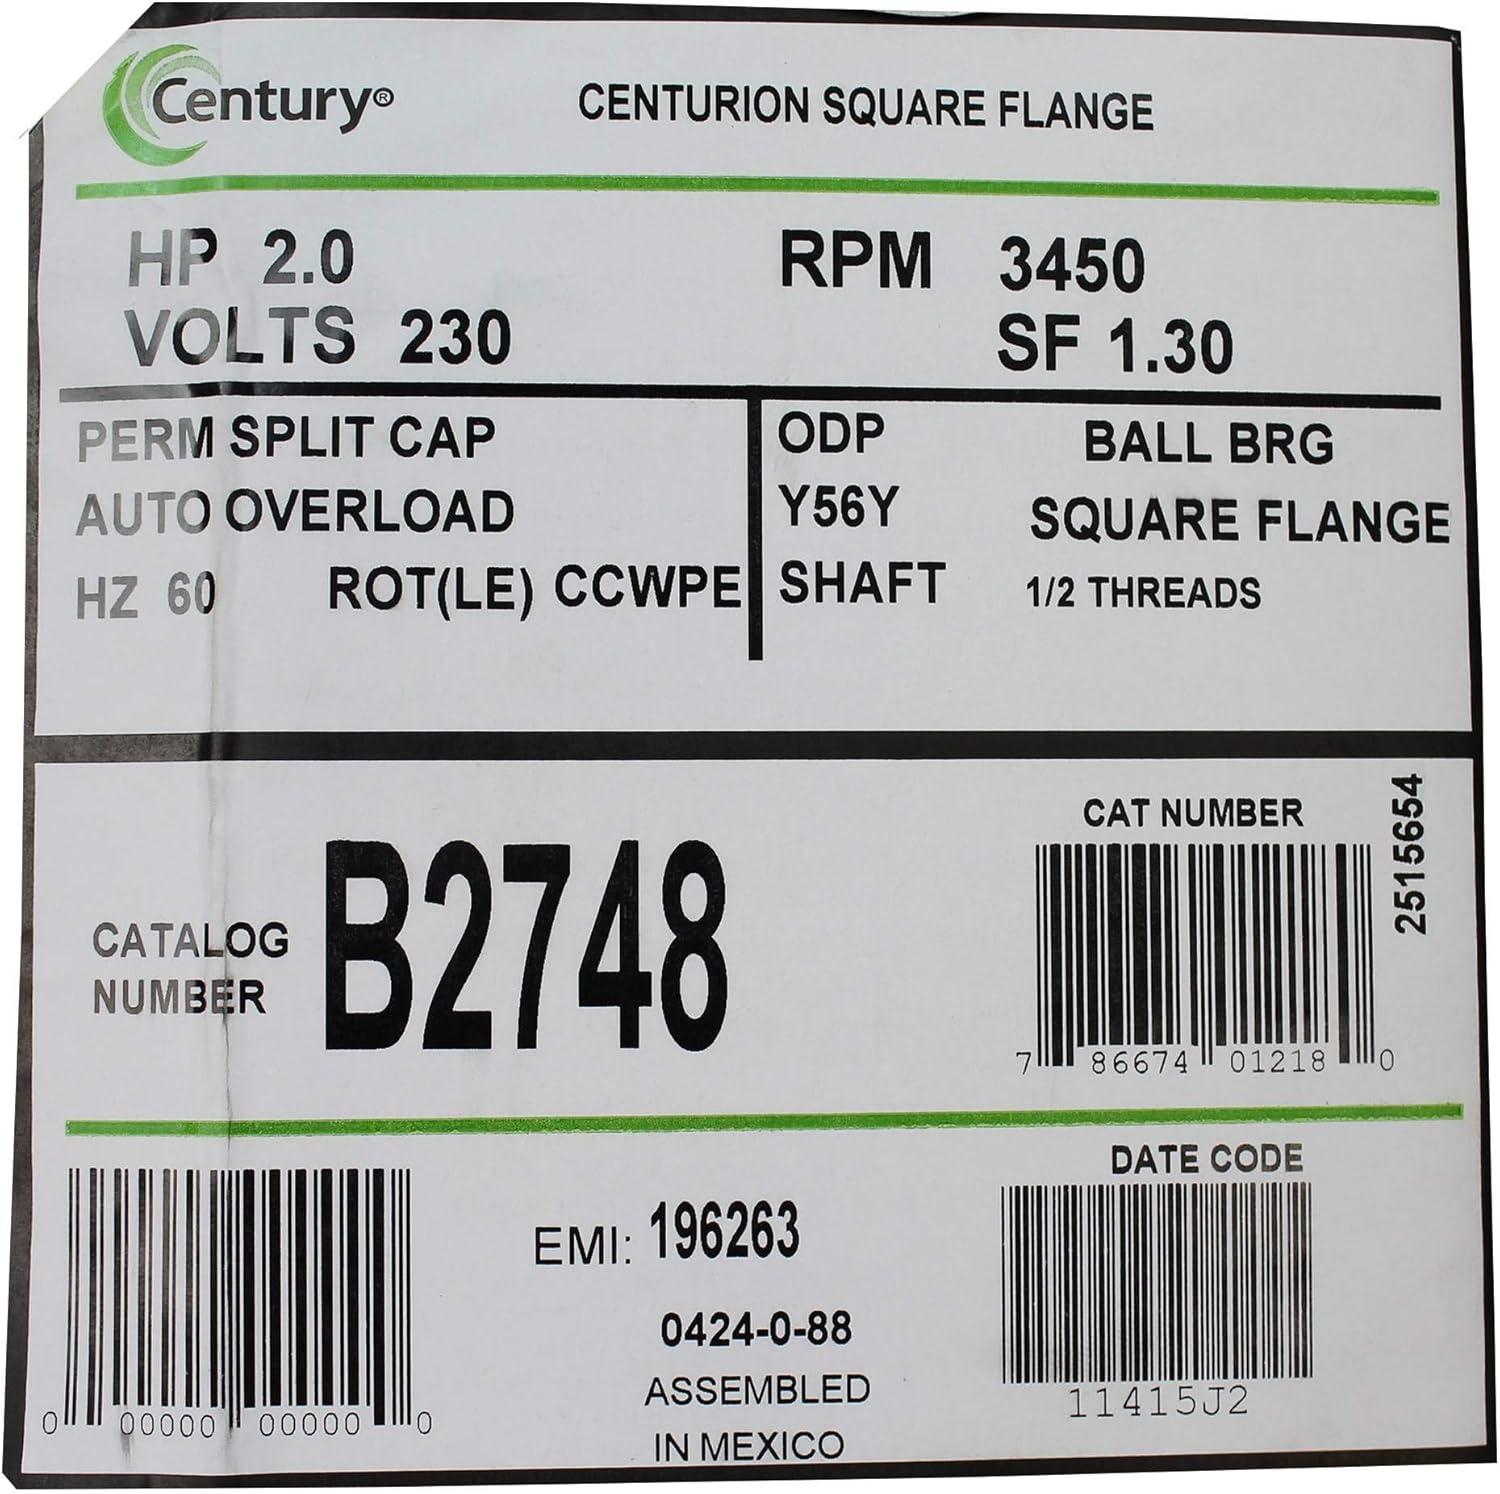 Century®
CENTURION SQUARE FLANGE
HP 2.0
RPM 3450
VOLTS 230
SF 1.30
PERM SPLIT CAP
AUTO OVERLOAD
HZ 60 ROT(LE) CCWPE
ODP BALL BRG
Y56Y SQUARE FLANGE
SHAFT 1/2 THREADS
CATALOG
NUMBER
B2748
CAT NUMBER
2515654
7 86674 01218 0
0 00000 00000 0
EMI: 196263
0424-0-88
ASSEMBLED
IN MEXICO
DATE CODE
11415J2